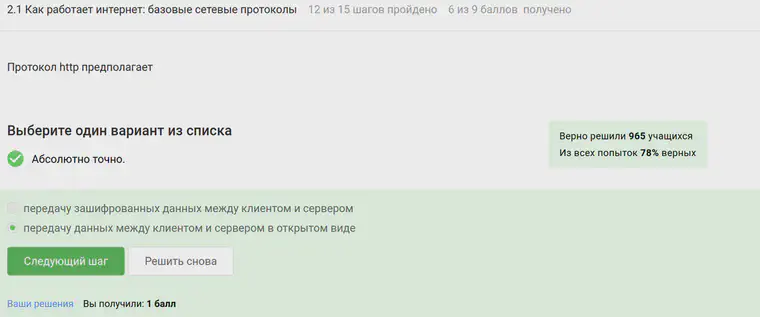 2.1 Как работает интернет: базовые сетевые протоколы 12 из 15 шагов пройдено 6 из 9 баллов получено
Протокол http предполагает
Выберите один вариант из списка
Абсолютно точно.
Верно решили 965 учащихся
Из всех попыток 78% верных
передачу зашифрованных данных между клиентом и сервером
передачу данных между клиентом и сервером в открытом виде
Следующий шаг Решить снова
Ваши решения Вы получили: 1 балл